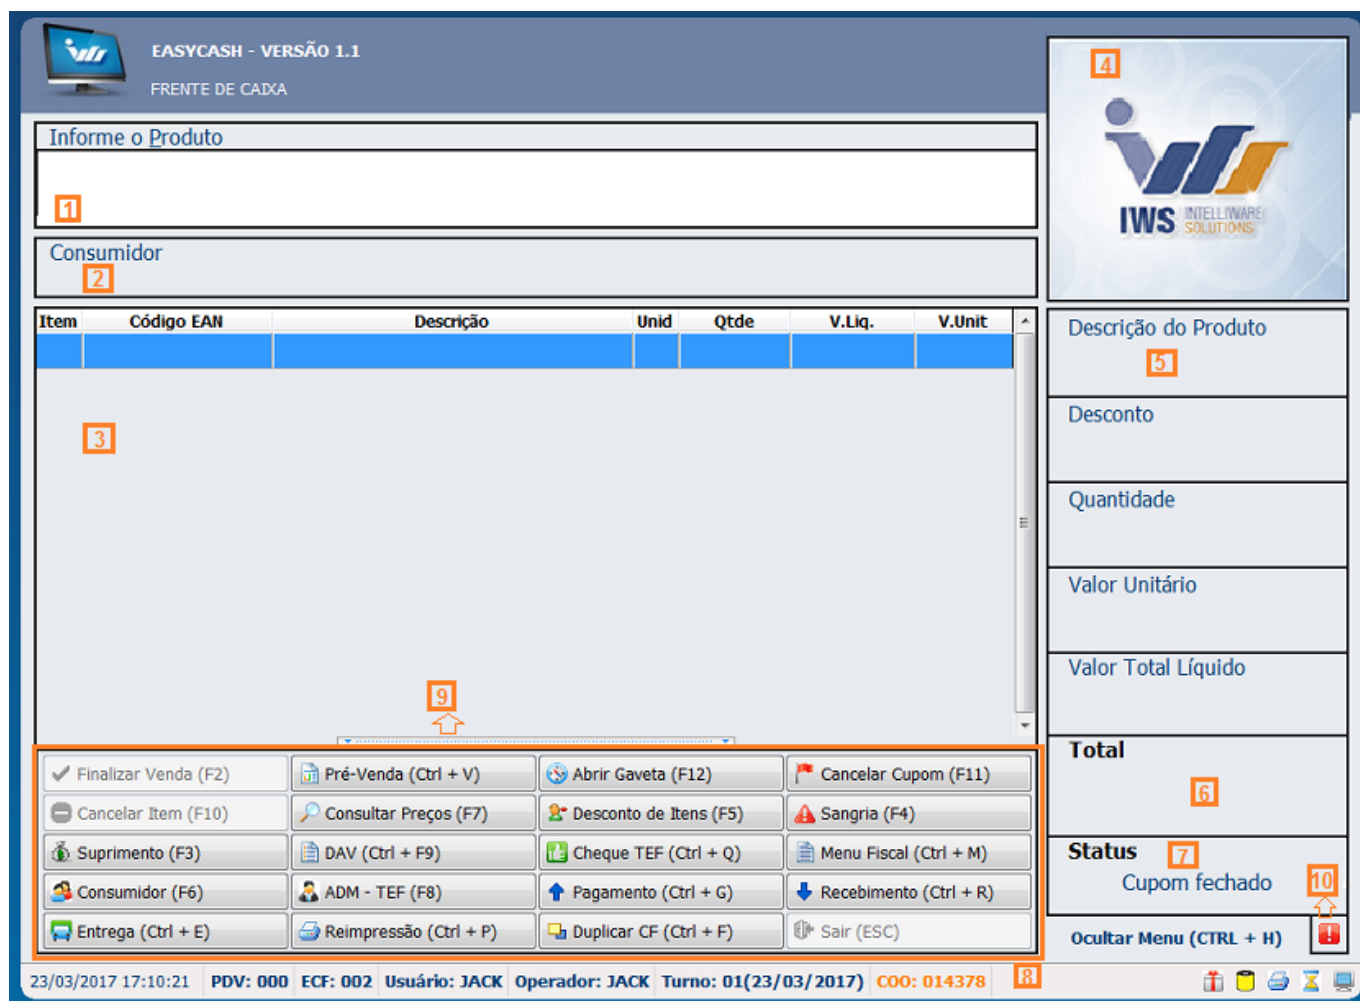 EASYCASH - VERSÃO 1.1
FRENTE DE CAIXA
4
IWS INTELLIWARE SOLUTIONS
Informe o Produto
1
Consumidor
2
Item Código EAN Descrição Unid Qtde V.Liq. V.Unit
3
Descrição do Produto
5
Desconto
Quantidade
Valor Unitário
Valor Total Líquido
Total
6
Status 7
Cupom fechado
10
Ocultar Menu (CTRL + H)
9
Finalizar Venda (F2) Pré-Venda (Ctrl + V) Abrir Gaveta (F12) Cancelar Cupom (F11)
Cancelar Item (F10) Consultar Preços (F7) Desconto de Itens (F5) Sangria (F4)
Suprimento (F3) DAV (Ctrl + F9) Cheque TEF (Ctrl + Q) Menu Fiscal (Ctrl + M)
Consumidor (F6) ADM - TEF (F8) Pagamento (Ctrl + G) Recebimento (Ctrl + R)
Entrega (Ctrl + E) Reimpressão (Ctrl + P) Duplicar CF (Ctrl + F) Sair (ESC)
23/03/2017 17:10:21 PDV: 000 ECF: 002 Usuário: JACK Operador: JACK Turno: 01(23/03/2017) COO: 014378 8